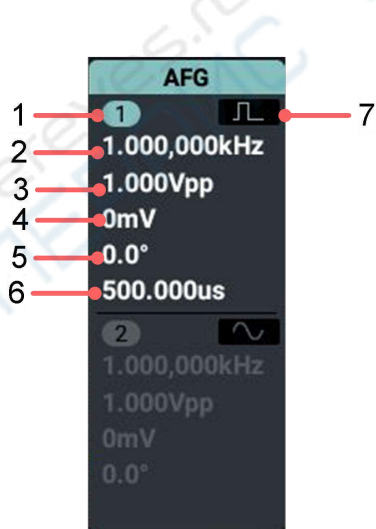 AFG
1 1 7
2 1.000,000kHz
3 1.000Vpp
4 0mV
5 0.0°
6 500.000us
2
1.000,000kHz
1.000Vpp
0mV
0.0°